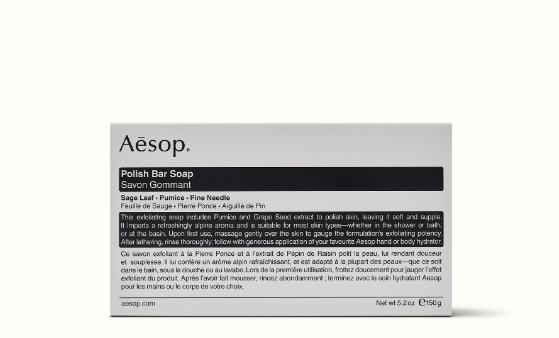 Aēsop.
Polish Bar Soap
Savon Gommant
Sage Leaf • Pumice • Pine Needle
Feuille de Sauge • Pierre Ponce • Aiguille de Pin
This exfoliating soap includes Pumice and Grape Seed extract to polish skin, leaving it soft and supple.
It imparts a refreshingly alpine aroma and is suitable for most skin types—whether in the shower or bath,
or at the basin. Upon first use, massage gently over the skin to gauge the formulation's exfoliating potency.
After lathering, rinse thoroughly; follow with generous application of your favourite Aesop hand or body hydrator.
Ce savon exfoliant à la Pierre Ponce et à l'extrait de Pépin de Raisin polit la peau, lui rendant douceur
et souplesse. Il lui confère un arôme alpin rafraîchissant, et est adapté à la plupart des peaux—que ce soit
dans le bain, sous la douche ou au lavabo. Lors de la première utilisation, frottez doucement pour jauger l'effet
exfoliant du produit. Après l'avoir fait mousser, rincez abondamment ; terminez avec le soin hydratant Aesop
pour les mains ou le corps de votre choix.
aesop.com
Net wt 5.2 oz ℮150g